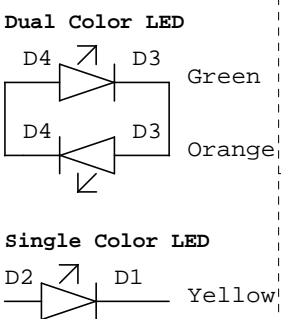 Dual Color LED
D4 D3
Green
D4 D3
Orange
Single Color LED
D2 D1
Yellow